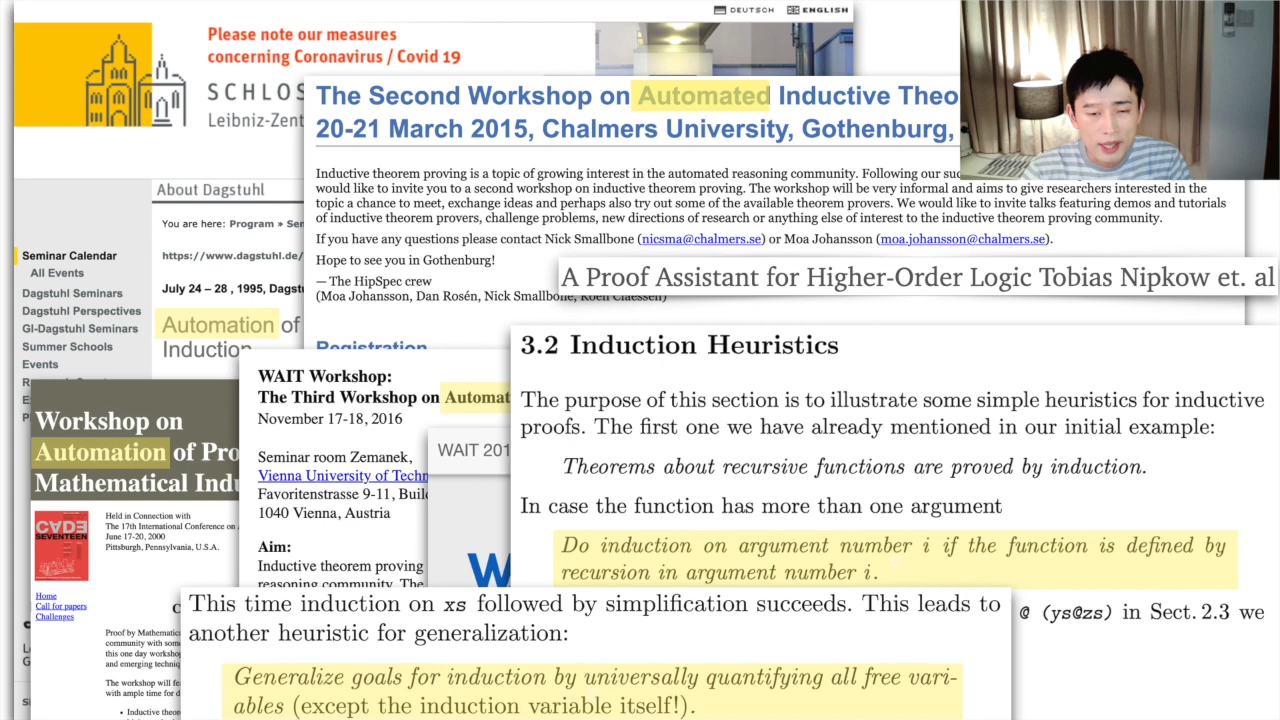 DEUTSCH ENGLISH
Please note our measures
concerning Coronavirus / Covid 19
SCHLOS
Leibniz-Zent
The Second Workshop on Automated Inductive Theo
20-21 March 2015, Chalmers University, Gothenburg,
Inductive theorem proving is a topic of growing interest in the automated reasoning community. Following our suc
would like to invite you to a second workshop on inductive theorem proving. The workshop will be very informal and aims to give researchers interested in the
topic a chance to meet, exchange ideas and perhaps also try out some of the available theorem provers. We would like to invite talks featuring demos and tutorials
of inductive theorem provers, challenge problems, new directions of research or anything else of interest to the inductive theorem proving community.
If you have any questions please contact Nick Smallbone (nicsma@chalmers.se) or Moa Johansson (moa.johansson@chalmers.se).
Hope to see you in Gothenburg!
— The HipSpec crew
(Moa Johansson, Dan Rosén, Nick Smallbone, Koen Claessen)
Registration
About Dagstuhl
You are here: Program » Sem
https://www.dagstuhl.de/
July 24 – 28 , 1995, Dagstu
Automation of
Induction
Seminar Calendar
All Events
Dagstuhl Seminars
Dagstuhl Perspectives
GI-Dagstuhl Seminars
Summer Schools
Events
A Proof Assistant for Higher-Order Logic Tobias Nipkow et. al
3.2 Induction Heuristics
The purpose of this section is to illustrate some simple heuristics for inductive
proofs. The first one we have already mentioned in our initial example:
Theorems about recursive functions are proved by induction.
In case the function has more than one argument
Do induction on argument number i if the function is defined by
recursion in argument number i.
@ (ys@zs) in Sect. 2.3 we
WAIT Workshop:
The Third Workshop on Automat
November 17-18, 2016
Seminar room Zemanek,
Vienna University of Techn
Favoritenstrasse 9-11, Build
1040 Vienna, Austria
Aim:
Inductive theorem proving
reasoning community. The
WAIT 201
W
Workshop on
Automation of Pro
Mathematical Indu
CADE
SEVENTEEN
Held in Connection with
The 17th International Conference on
June 17-20, 2000
Pittsburgh, Pennsylvania, U.S.A.
Home
Call for papers
Challenges
C
Proof by Mathema
community with som
this one day workshop
and emerging techniq
The workshop will fe
with ample time for d
• Inductive theor
This time induction on xs followed by simplification succeeds. This leads to
another heuristic for generalization:
Generalize goals for induction by universally quantifying all free vari-
ables (except the induction variable itself!).